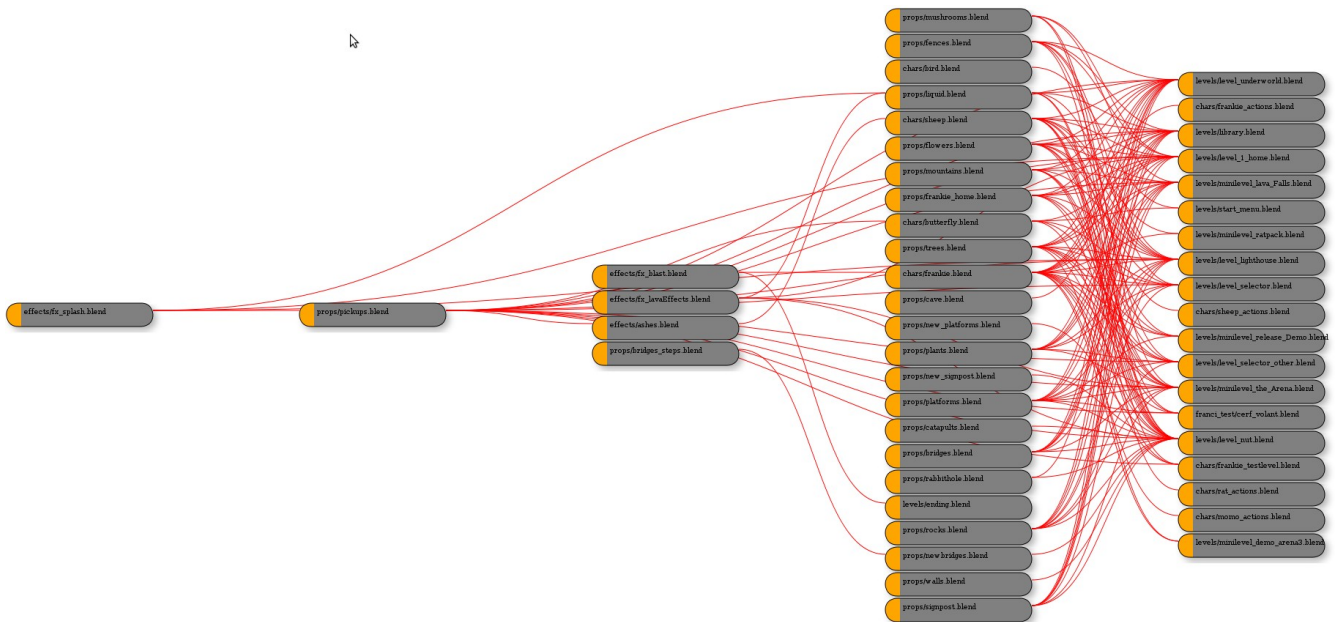 effects/fx_splash.blend
props/pickups.blend
effects/fx_blast.blend
effects/fx_lavaEffects.blend
effects/ashes.blend
props/bridges_steps.blend
props/mushrooms.blend
props/fences.blend
chars/bird.blend
props/liquid.blend
chars/sheep.blend
props/flowers.blend
props/mountains.blend
props/frankie_home.blend
chars/butterfly.blend
props/trees.blend
chars/frankie.blend
props/cave.blend
props/new_platforms.blend
props/plants.blend
props/new_signpost.blend
props/platforms.blend
props/catapults.blend
props/bridges.blend
props/rabbithole.blend
levels/ending.blend
props/rocks.blend
props/newbridges.blend
props/walls.blend
props/signpost.blend
levels/level_underworld.blend
chars/frankie_actions.blend
levels/library.blend
levels/level_1_home.blend
levels/minilevel_lava_Falls.blend
levels/start_menu.blend
levels/minilevel_ratpack.blend
levels/level_lighthouse.blend
levels/level_selector.blend
chars/sheep_actions.blend
levels/minilevel_release_Demo.blend
levels/level_selector_other.blend
levels/minilevel_the_Arena.blend
franci_test/cerf_volant.blend
levels/level_nut.blend
chars/frankie_testlevel.blend
chars/rat_actions.blend
chars/momo_actions.blend
levels/minilevel_demo_arena3.blend